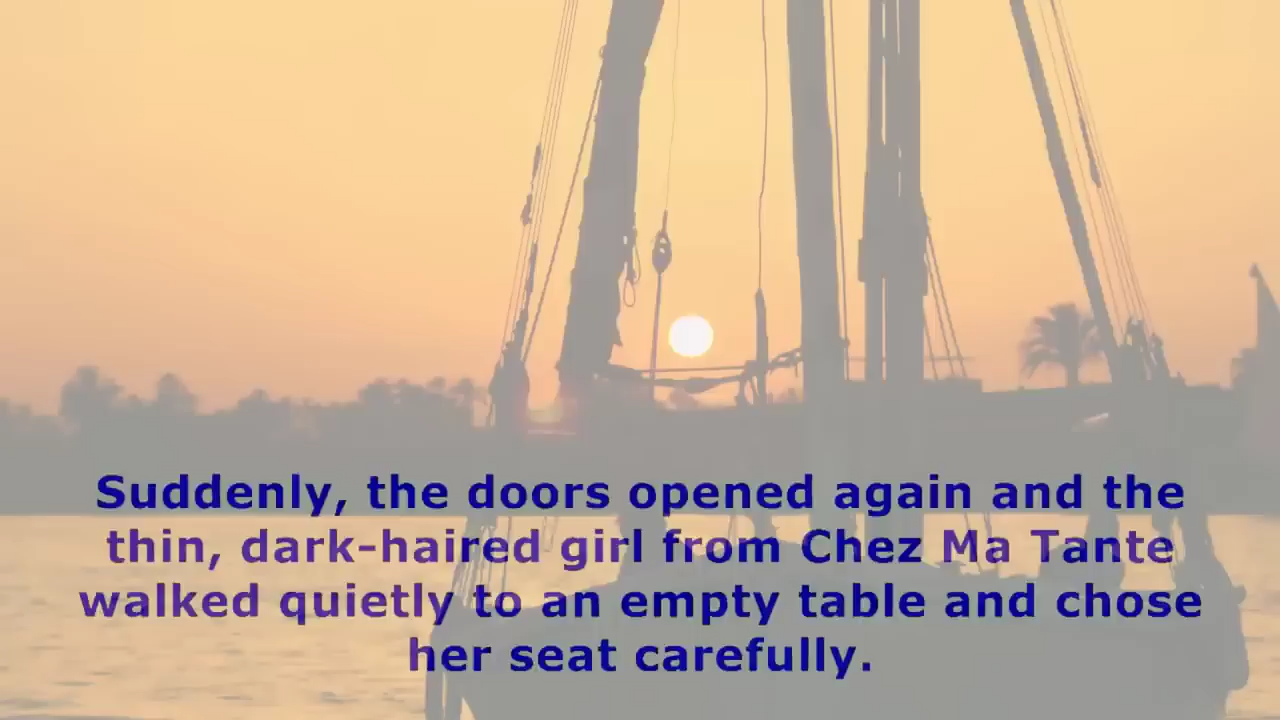 Suddenly, the doors opened again and the
thin, dark-haired girl from Chez Ma Tante
walked quietly to an empty table and chose
her seat carefully.